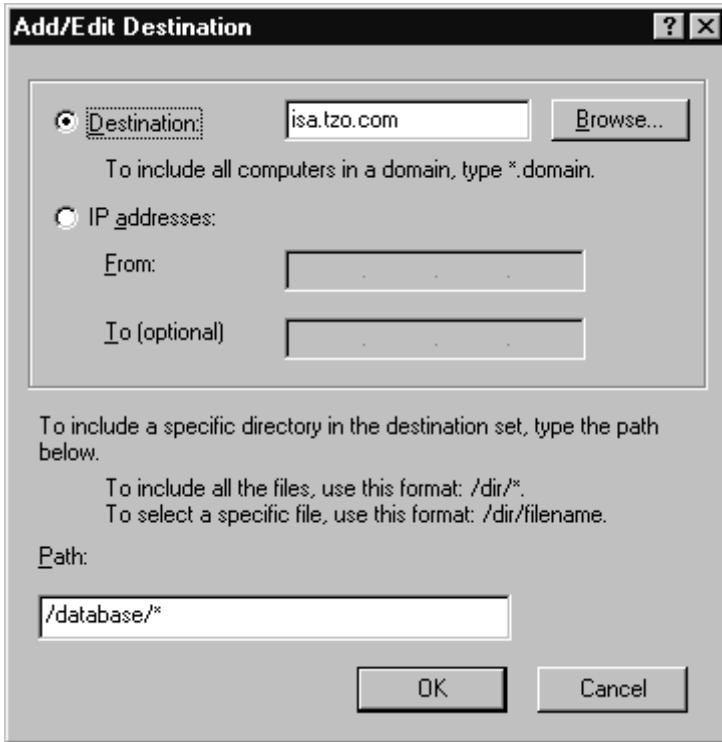 Add/Edit Destination
Destination: isa.tzo.com Browse...
To include all computers in a domain, type *.domain.
IP addresses:
From: . . .
To (optional) . . .
To include a specific directory in the destination set, type the path
below.
To include all the files, use this format: /dir/*.
To select a specific file, use this format: /dir/filename.
Path:
/database/*
OK Cancel